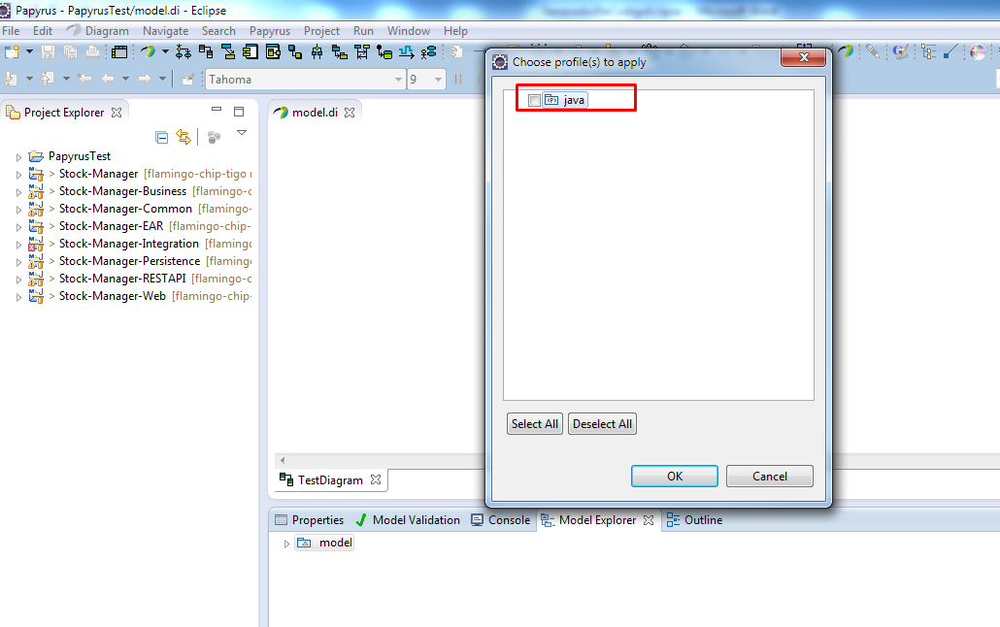 Papyrus - PapyrusTest/model.di - Eclipse
File Edit Diagram Navigate Search Papyrus Project Run Window Help
Tahoma 9 B
Project Explorer
PapyrusTest
> Stock-Manager [flamingo-chip-tigo
> Stock-Manager-Business [flamingo-c
> Stock-Manager-Common [flamingo-
> Stock-Manager-EAR [flamingo-chip-
> Stock-Manager-Integration [flamingo
> Stock-Manager-Persistence [flaming
> Stock-Manager-RESTAPI [flamingo-c
> Stock-Manager-Web [flamingo-chip-
model.di
Choose profile(s) to apply
java
Select All Deselect All
OK Cancel
TestDiagram
Properties Model Validation Console Model Explorer Outline
model